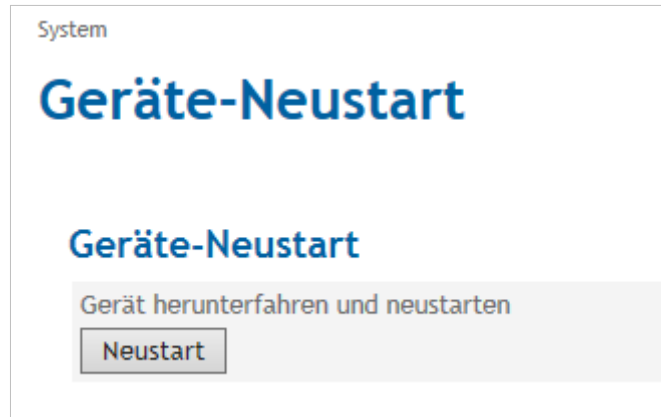 System
Geräte-Neustart
Geräte-Neustart
Gerät herunterfahren und neustarten
Neustart